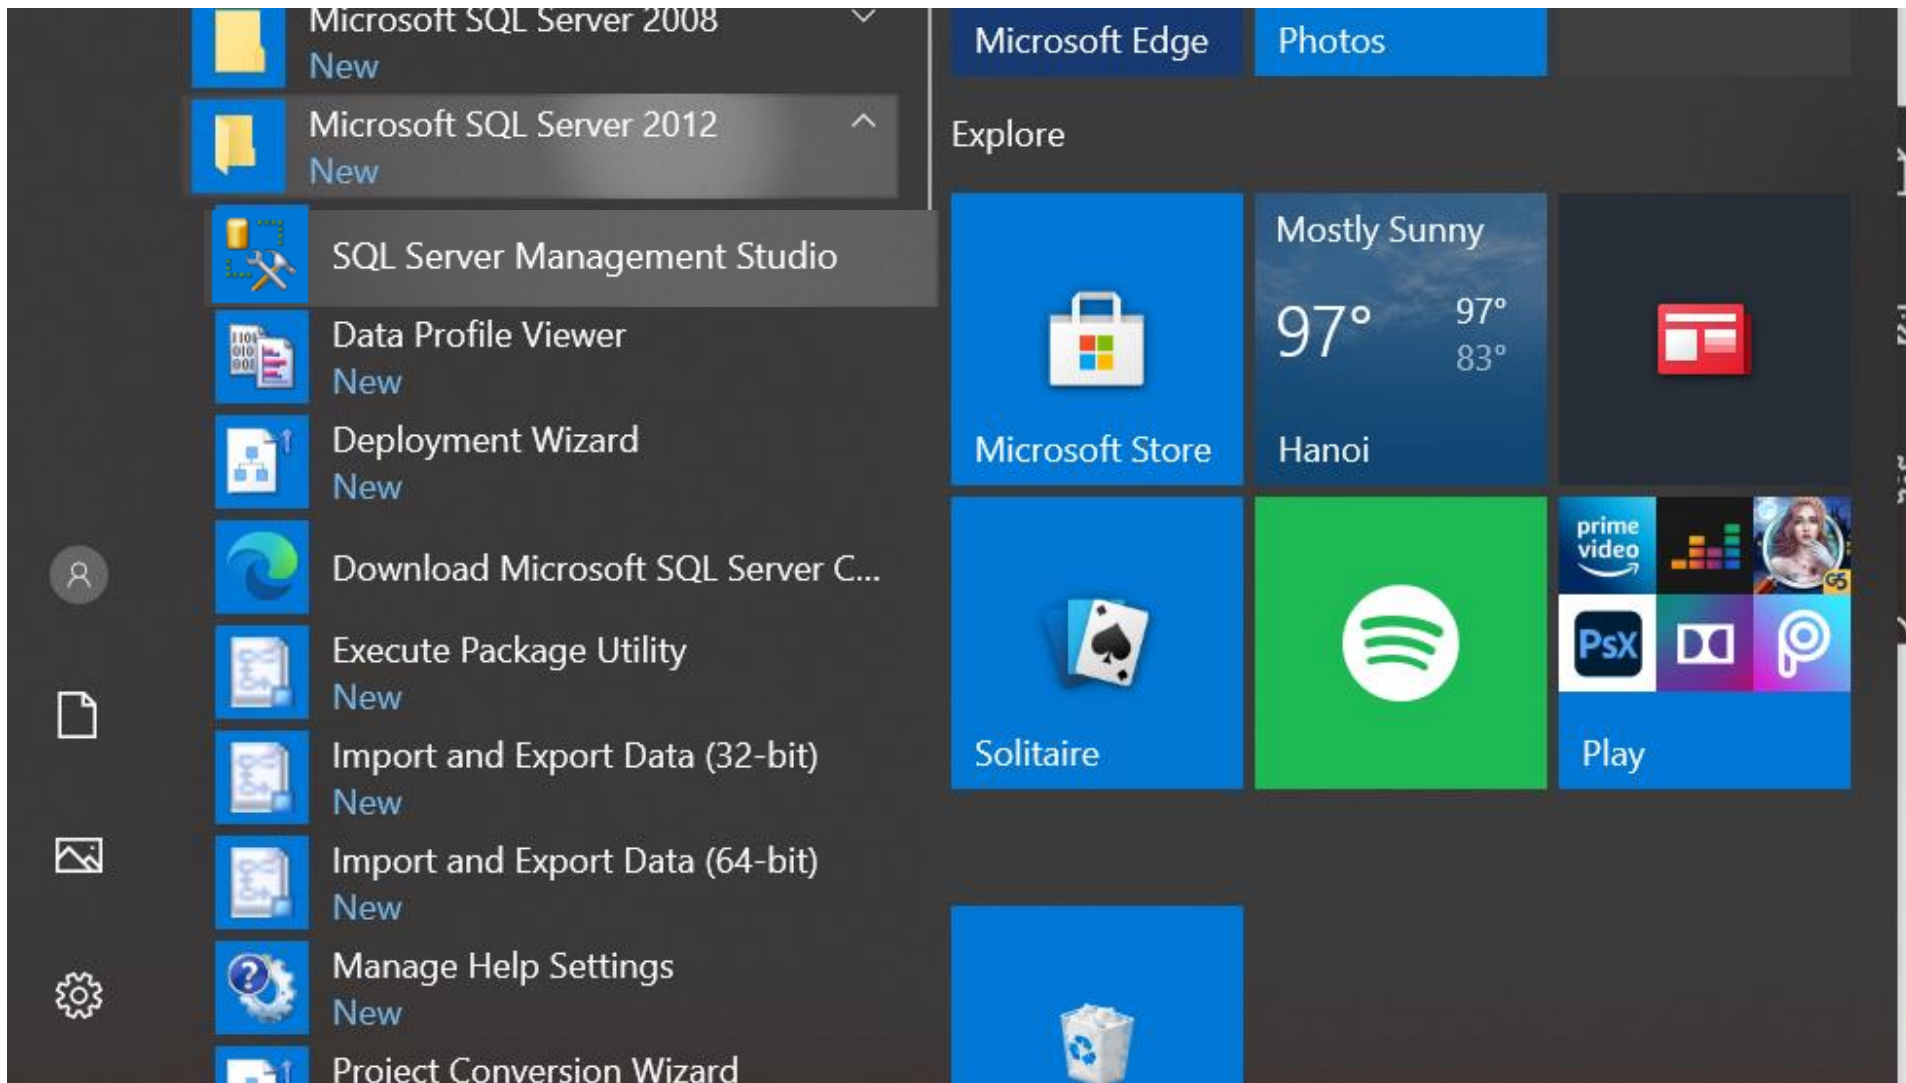 Microsoft SQL Server 2008
New
Microsoft SQL Server 2012
New
SQL Server Management Studio
Data Profile Viewer
New
Deployment Wizard
New
Download Microsoft SQL Server C...
Execute Package Utility
New
Import and Export Data (32-bit)
New
Import and Export Data (64-bit)
New
Manage Help Settings
New
Project Conversion Wizard
Microsoft Edge
Photos
Explore
Microsoft Store
Mostly Sunny
97°
97°
83°
Hanoi
Solitaire
prime
video
G5
PsX
Play